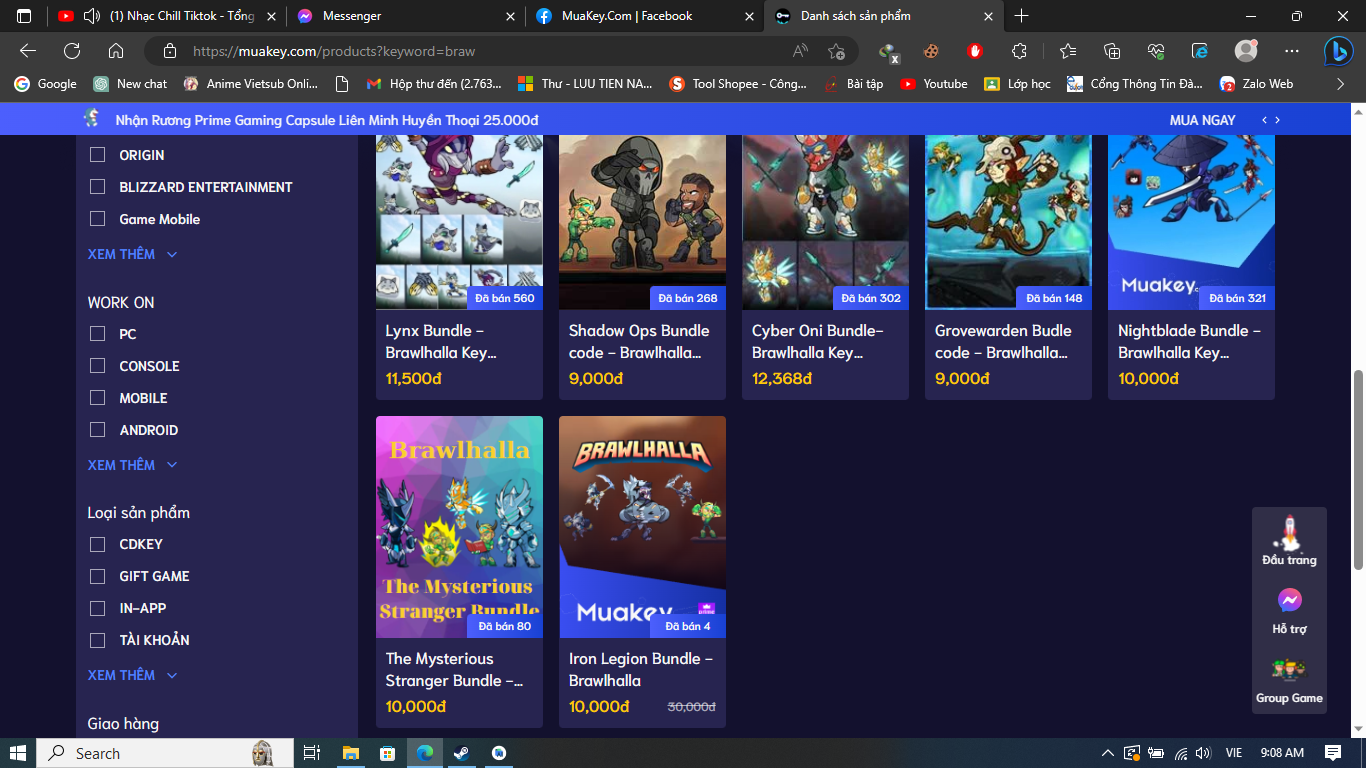 (1) Nhạc Chill Tiktok - Tổng
Messenger
MuaKey.Com | Facebook
Danh sách sản phẩm
https://muakey.com/products?keyword=braw
Google
New chat
Anime Vietsub Onli...
Hộp thư đến (2.763...
Thư - LUU TIEN NA...
Tool Shopee - Công...
Bài tập
Youtube
Lớp học
Cổng Thông Tin Đà...
Zalo Web
Nhận Rương Prime Gaming Capsule Liên Minh Huyền Thoại 25.000đ
MUA NGAY
ORIGIN
BLIZZARD ENTERTAINMENT
Game Mobile
XEM THÊM
WORK ON
PC
CONSOLE
MOBILE
ANDROID
XEM THÊM
Loại sản phẩm
CDKEY
GIFT GAME
IN-APP
TÀI KHOẢN
XEM THÊM
Giao hàng
Đã bán 560
Lynx Bundle -
Brawlhalla Key...
11,500đ
Đã bán 268
Shadow Ops Bundle
code - Brawlhalla...
9,000đ
Đã bán 302
Cyber Oni Bundle-
Brawlhalla Key...
12,368đ
Đã bán 148
Grovewarden Budle
code - Brawlhalla...
9,000đ
Muakey
Đã bán 321
Nightblade Bundle -
Brawlhalla Key...
10,000đ
Brawlhalla
The Mysterious
Stranger Bundle
Đã bán 80
The Mysterious
Stranger Bundle -...
10,000đ
BRAWLHALLA
Muakey
Đã bán 4
Iron Legion Bundle -
Brawlhalla
10,000đ
30,000đ
Đầu trang
Hỗ trợ
Group Game
Search
VIE
9:08 AM